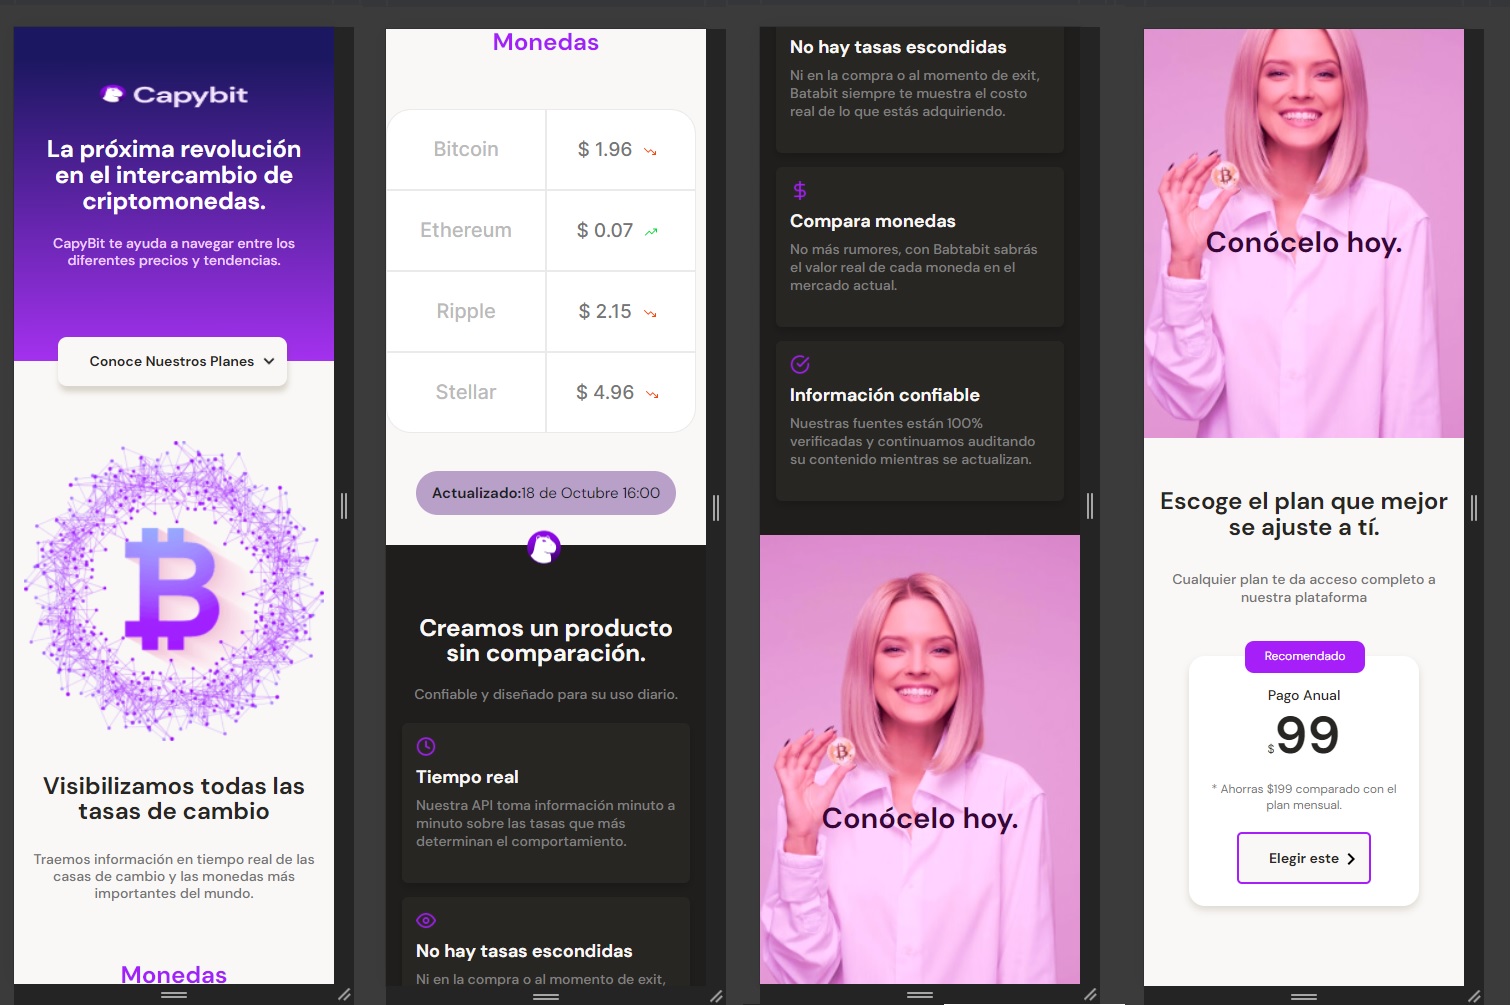 Capybit
La próxima revolución
en el intercambio de
criptomonedas.
CapyBit te ayuda a navegar entre los
diferentes precios y tendencias.
Conoce Nuestros Planes
Visibilizamos todas las
tasas de cambio
Traemos información en tiempo real de las
casas de cambio y las monedas más
importantes del mundo.
Monedas
Monedas
Bitcoin $ 1.96
Ethereum $ 0.07
Ripple $ 2.15
Stellar $ 4.96
Actualizado:18 de Octubre 16:00
Creamos un producto
sin comparación.
Confiable y diseñado para su uso diario.
Tiempo real
Nuestra API toma información minuto a
minuto sobre las tasas que más
determinan el comportamiento.
No hay tasas escondidas
Ni en la compra o al momento de exit,
No hay tasas escondidas
Ni en la compra o al momento de exit,
Batabit siempre te muestra el costo
real de lo que estás adquiriendo.
Compara monedas
No más rumores, con Babtabit sabrás
el valor real de cada moneda en el
mercado actual.
Información confiable
Nuestras fuentes están 100%
verificadas y continuamos auditando
su contenido mientras se actualizan.
Conócelo hoy.
Conócelo hoy.
Escoge el plan que mejor
se ajuste a tí.
Cualquier plan te da acceso completo a
nuestra plataforma
Recomendado
Pago Anual
$99
* Ahorras $199 comparado con el
plan mensual.
Elegir este